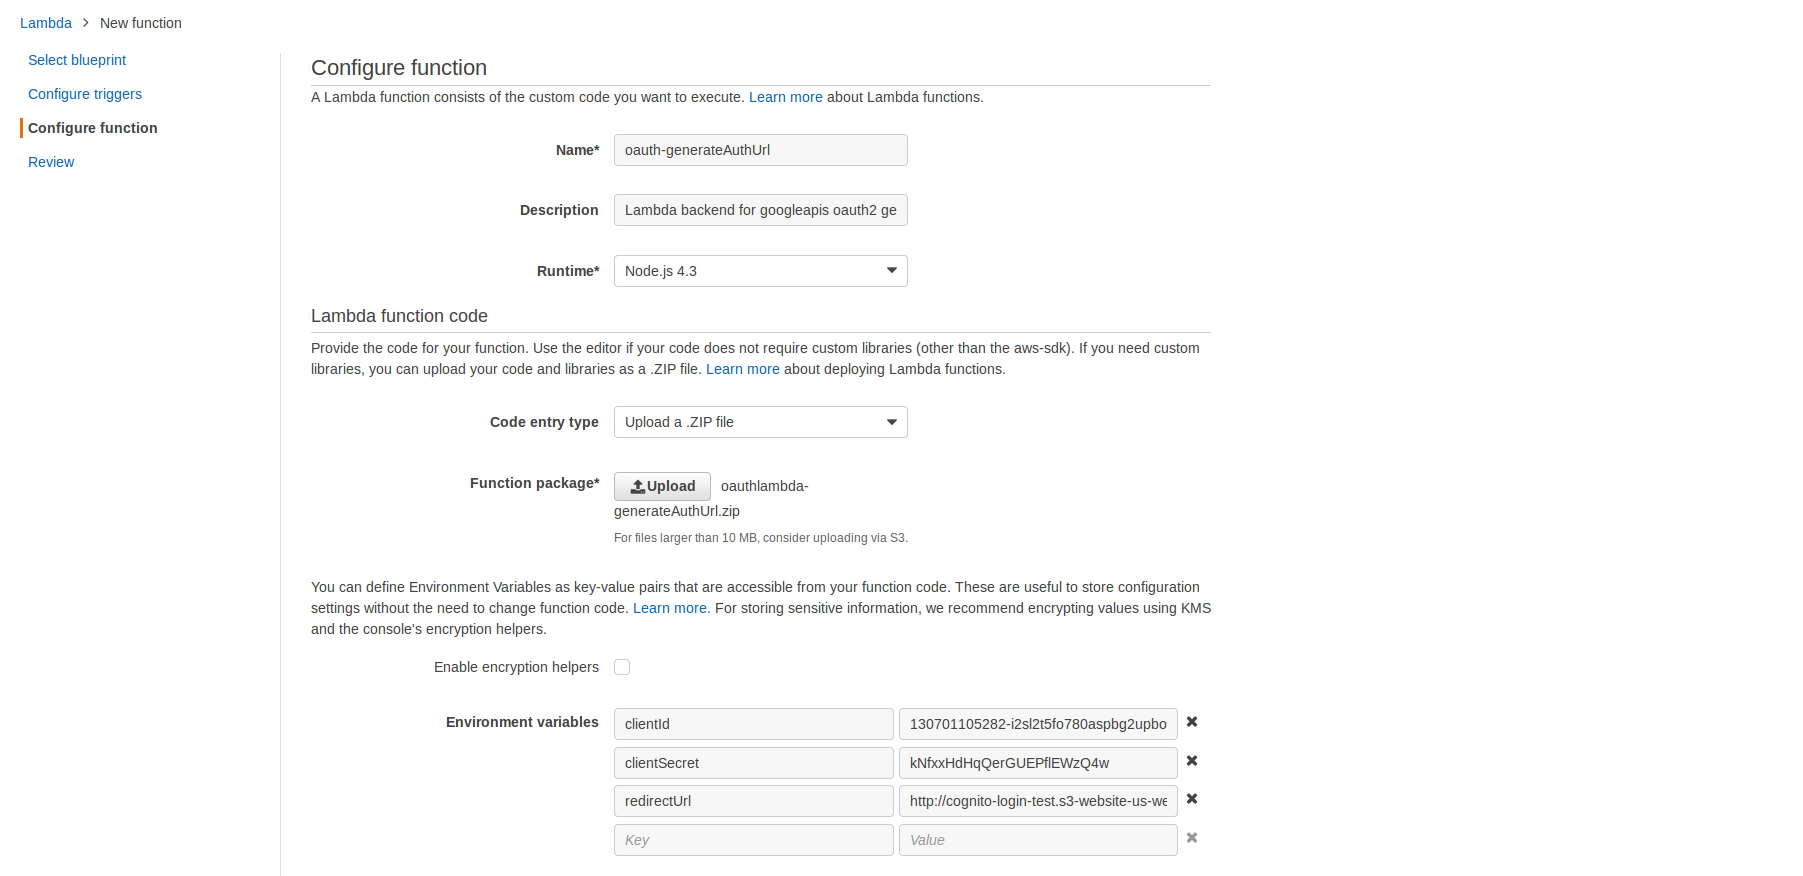 Lambda > New function
Select blueprint
Configure triggers
Configure function
Review
Configure function
A Lambda function consists of the custom code you want to execute. Learn more about Lambda functions.
Name* oauth-generateAuthUrl
Description Lambda backend for googleapis oauth2 ge
Runtime* Node.js 4.3
Lambda function code
Provide the code for your function. Use the editor if your code does not require custom libraries (other than the aws-sdk). If you need custom
libraries, you can upload your code and libraries as a .ZIP file. Learn more about deploying Lambda functions.
Code entry type Upload a .ZIP file
Function package* Upload oauthlambda-
generateAuthUrl.zip
For files larger than 10 MB, consider uploading via S3.
You can define Environment Variables as key-value pairs that are accessible from your function code. These are useful to store configuration
settings without the need to change function code. Learn more. For storing sensitive information, we recommend encrypting values using KMS
and the console's encryption helpers.
Enable encryption helpers
Environment variables clientId 130701105282-i2sl2t5fo780aspbg2upbo
clientSecret kNfxxHdHqQerGUEPflEWzQ4w
redirectUrl http://cognito-login-test.s3-website-us-we
Key Value